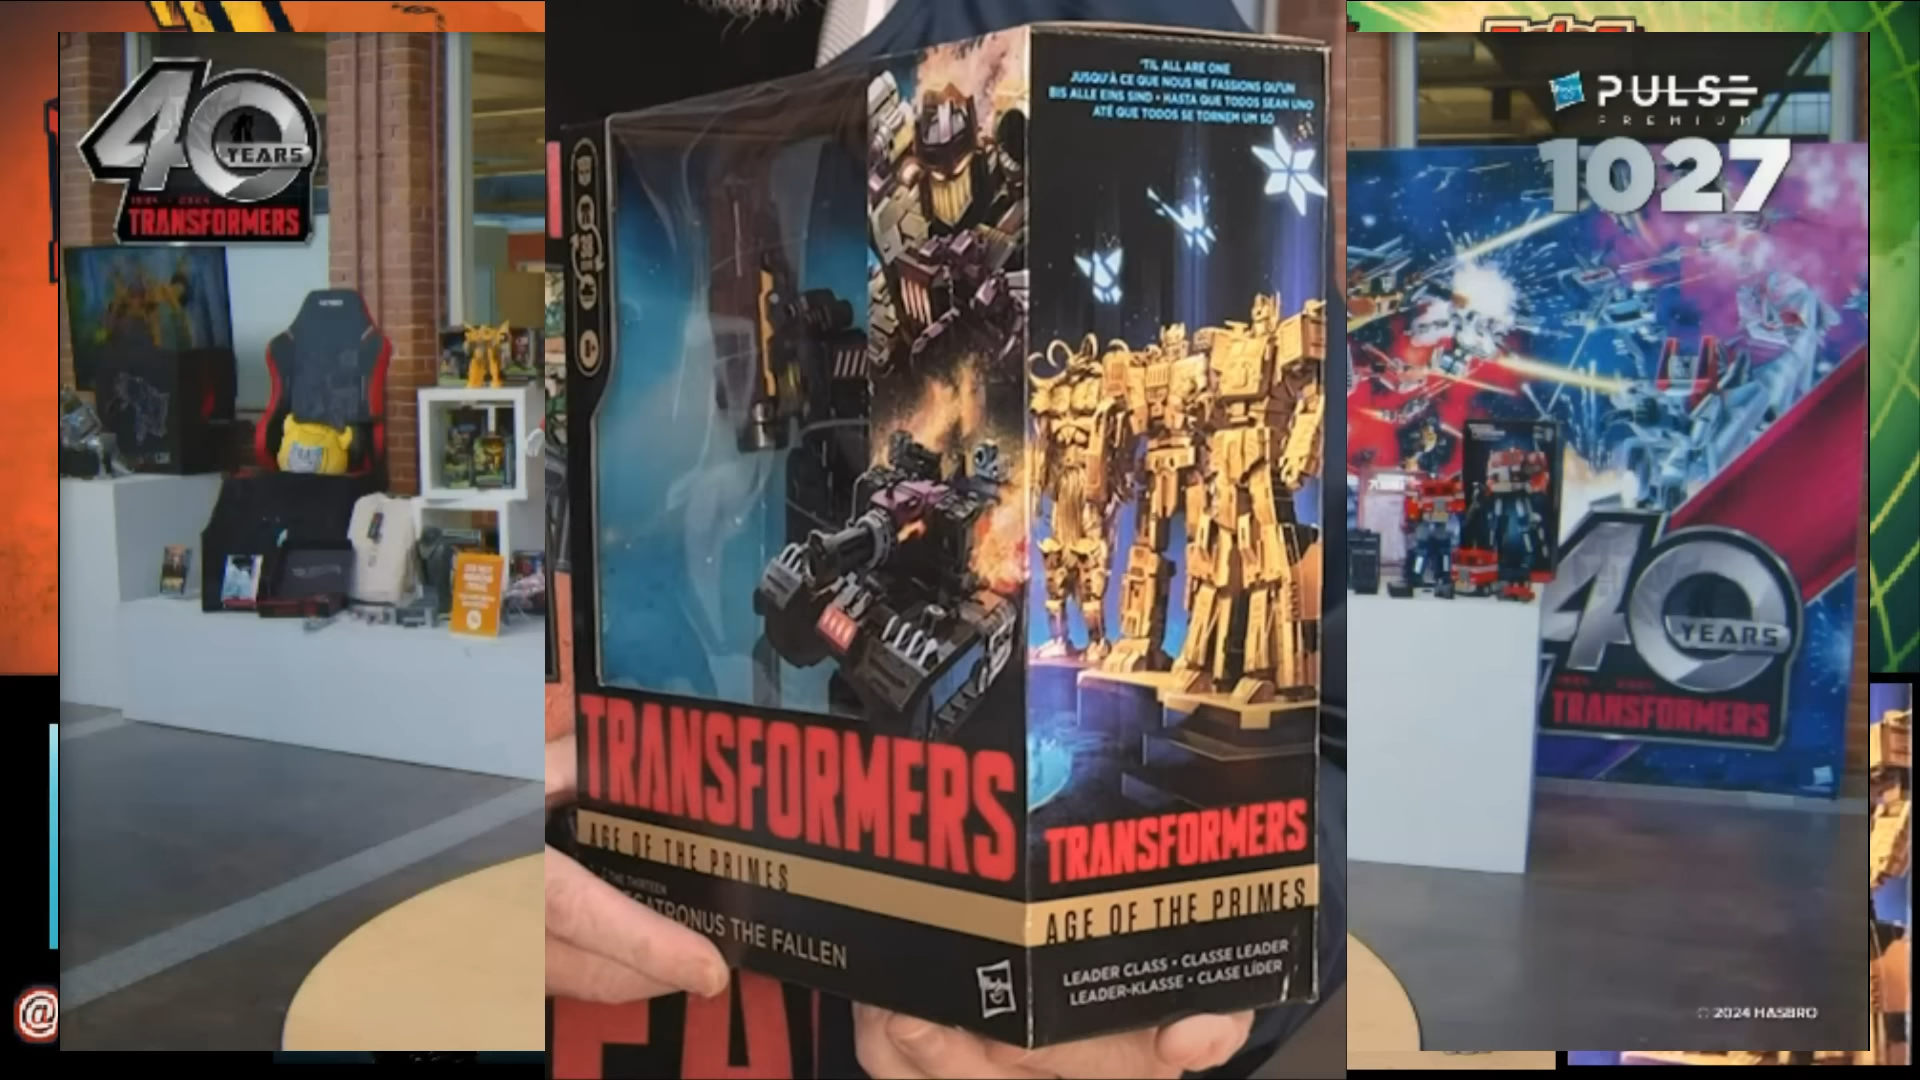 40
YEARS
TRANSFORMERS
'TIL ALL ARE ONE
JUSQU'À CE QUE NOUS NE FASSIONS QU'UN
BIS ALLE EINS SIND • HASTA QUE TODOS SEAN UNO
ATÉ QUE TODOS SE TORNEM UM SÓ
TRANSFORMERS
AGE OF THE PRIMES
THE THIRTEEN
GATRONUS THE FALLEN
TRANSFORMERS
AGE OF THE PRIMES
LEADER CLASS • CLASSE LEADER
LEADER-KLASSE • CLASE LÍDER
PULSE
PREMIUM
1027
40
YEARS
TRANSFORMERS
© 2024 HASBRO
@